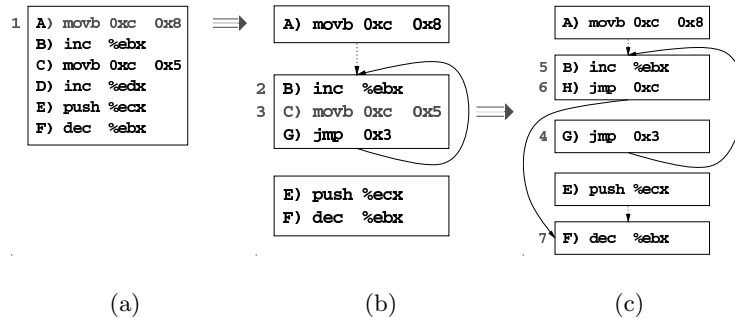 1 A) movb 0xc 0x8
B) inc %ebx
C) movb 0xc 0x5
D) inc %edx
E) push %ecx
F) dec %ebx
(a)
A) movb 0xc 0x8
2 B) inc %ebx
3 C) movb 0xc 0x5
G) jmp 0x3
E) push %ecx
F) dec %ebx
(b)
A) movb 0xc 0x8
5 B) inc %ebx
6 H) jmp 0xc
4 G) jmp 0x3
E) push %ecx
7 F) dec %ebx
(c)